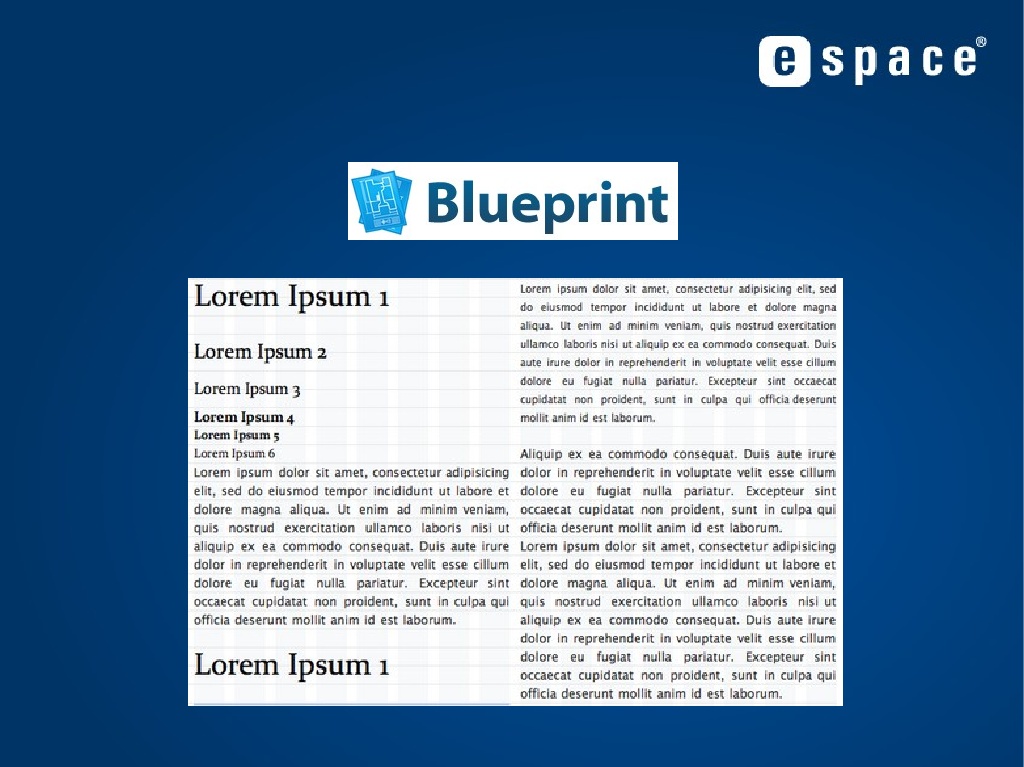 e space®
Blueprint
Lorem Ipsum 1
Lorem Ipsum 2
Lorem Ipsum 3
Lorem Ipsum 4
Lorem Ipsum 5
Lorem Ipsum 6
Lorem ipsum dolor sit amet, consectetur adipisicing
elit, sed do eiusmod tempor incididunt ut labore et
dolore magna aliqua. Ut enim ad minim veniam,
quis nostrud exercitation ullamco laboris nisi ut
aliquip ex ea commodo consequat. Duis aute irure
dolor in reprehenderit in voluptate velit esse cillum
dolore eu fugiat nulla pariatur. Excepteur sint
occaecat cupidatat non proident, sunt in culpa qui
officia deserunt mollit anim id est laborum.
Lorem Ipsum 1
Lorem ipsum dolor sit amet, consectetur adipisicing elit, sed
do eiusmod tempor incididunt ut labore et dolore magna
aliqua. Ut enim ad minim veniam, quis nostrud exercitation
ullamco laboris nisi ut aliquip ex ea commodo consequat. Duis
aute irure dolor in reprehenderit in voluptate velit esse cillum
dolore eu fugiat nulla pariatur. Excepteur sint occaecat
cupidatat non proident, sunt in culpa qui officia deserunt
mollit anim id est laborum.
Aliquip ex ea commodo consequat. Duis aute irure
dolor in reprehenderit in voluptate velit esse cillum
dolore eu fugiat nulla pariatur. Excepteur sint
occaecat cupidatat non proident, sunt in culpa qui
officia deserunt mollit anim id est laborum.
Lorem ipsum dolor sit amet, consectetur adipisicing
elit, sed do eiusmod tempor incididunt ut labore et
dolore magna aliqua. Ut enim ad minim veniam,
quis nostrud exercitation ullamco laboris nisi ut
aliquip ex ea commodo consequat. Duis aute irure
dolor in reprehenderit in voluptate velit esse cillum
dolore eu fugiat nulla pariatur. Excepteur sint
occaecat cupidatat non proident, sunt in culpa qui
officia deserunt mollit anim id est laborum.